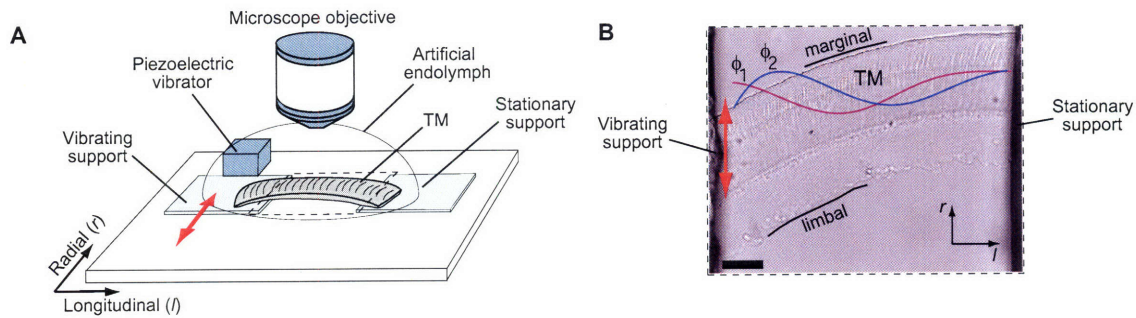 A
Microscope objective
Piezoelectric
vibrator
Artificial
endolymph
Vibrating
support
TM
Stationary
support
Radial (r)
Longitudinal (l)
B
marginal
ϕ1
ϕ2
TM
Vibrating
support
Stationary
support
limbal
r
l